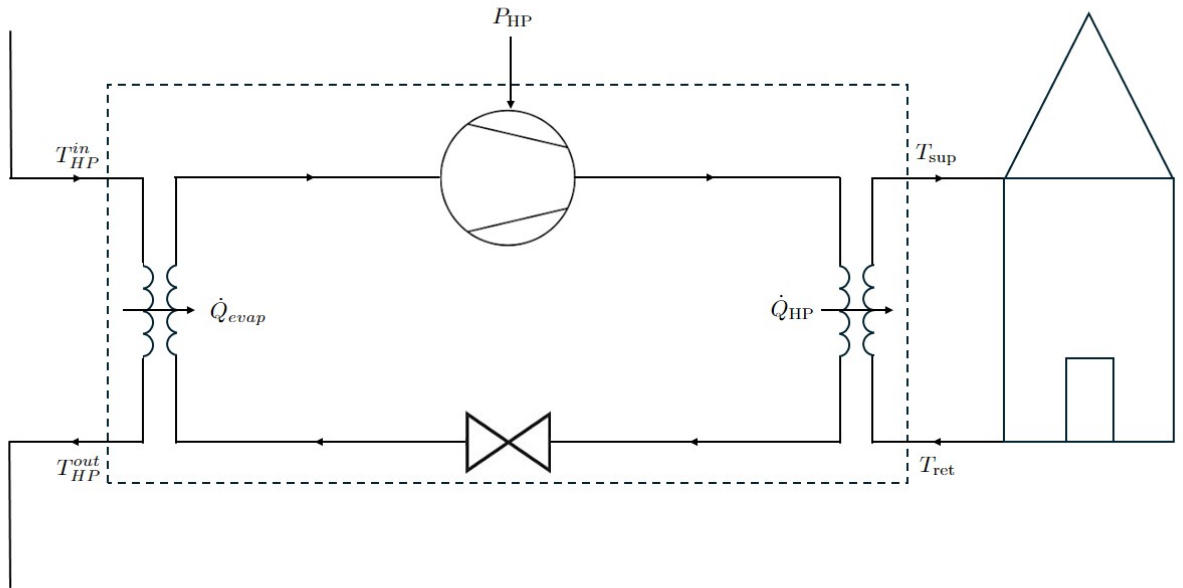 P_HP
T_HP^in
T_sup
Q̇_evap
Q̇_HP
T_HP^out
T_ret